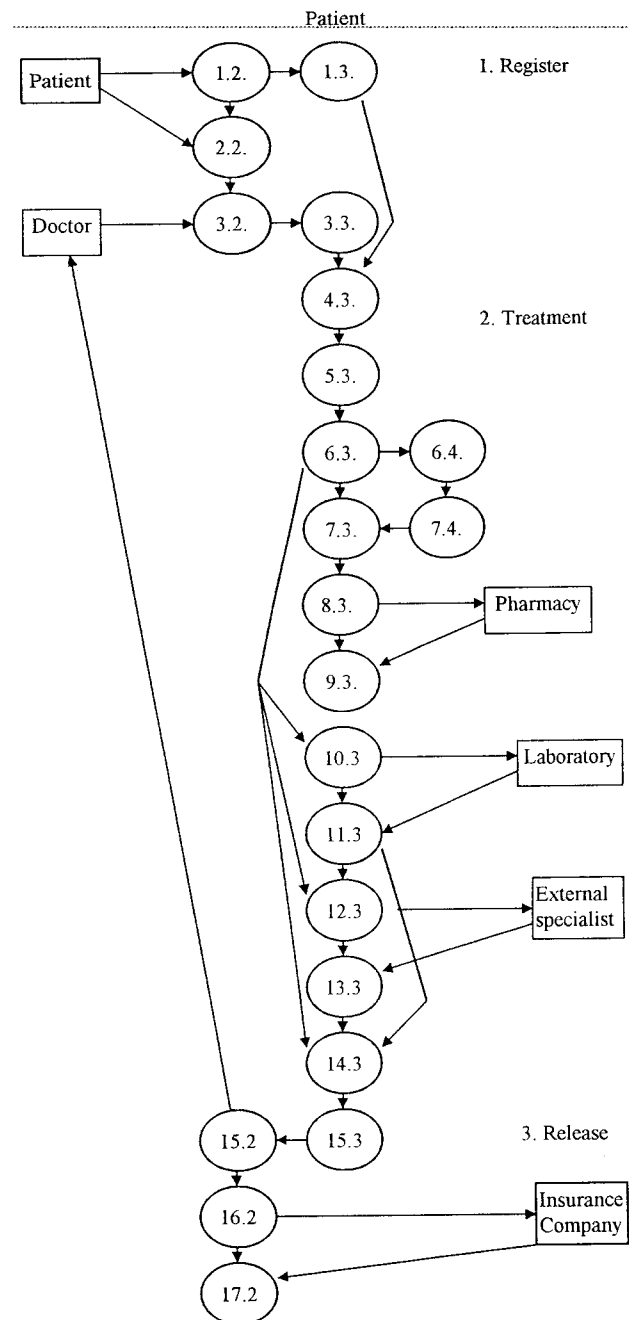 Patient
Patient
1.2.
1.3.
1. Register
2.2.
Doctor
3.2.
3.3.
4.3.
2. Treatment
5.3.
6.3.
6.4.
7.3.
7.4.
8.3.
Pharmacy
9.3.
10.3
Laboratory
11.3
12.3
External
specialist
13.3
14.3
15.2
15.3
3. Release
16.2
Insurance
Company
17.2